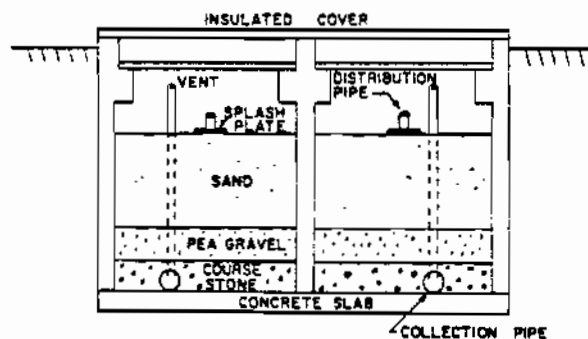 INSULATED COVER
VENT
DISTRIBUTION
PIPE
SPLASH
PLATE
SAND
PEA GRAVEL
COURSE
STONE
CONCRETE SLAB
COLLECTION PIPE